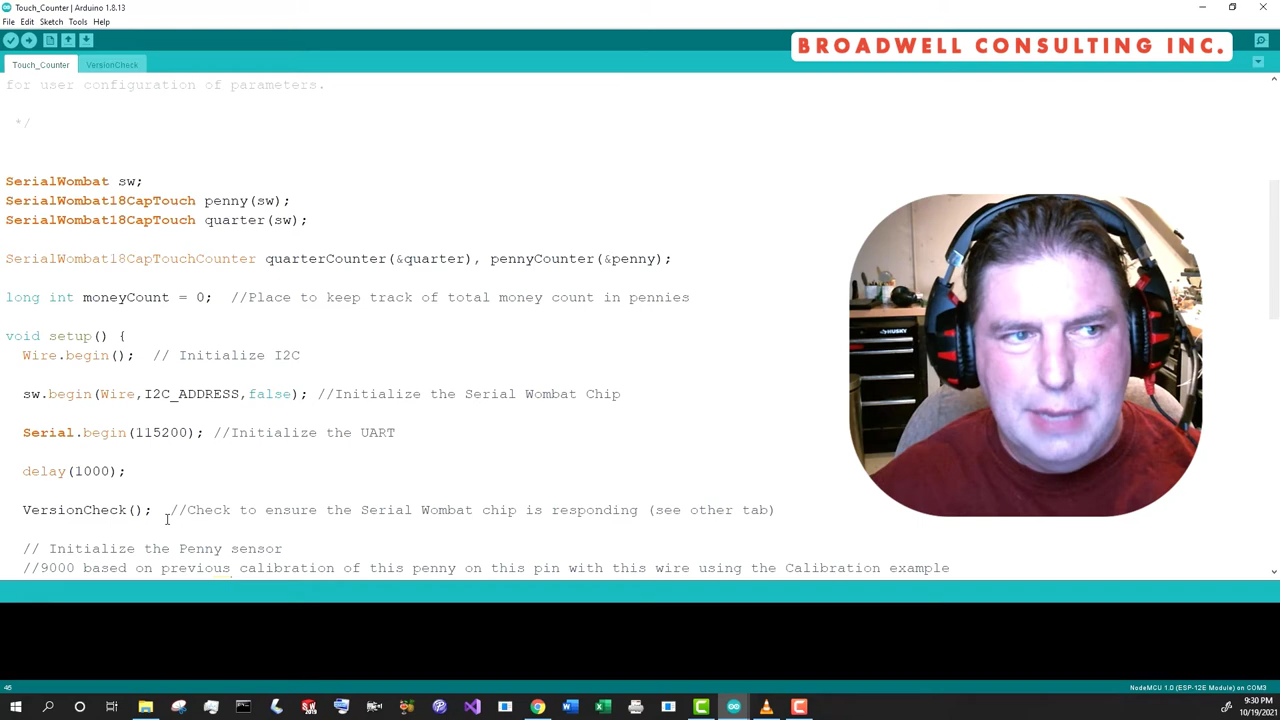 Touch_Counter | Arduino 1.8.13
File Edit Sketch Tools Help
BROADWELL CONSULTING INC.
Touch_Counter VersionCheck
for user configuration of parameters.
*/
SerialWombat sw;
SerialWombat18CapTouch penny(sw);
SerialWombat18CapTouch quarter(sw);
SerialWombat18CapTouchCounter quarterCounter(&quarter), pennyCounter(&penny);
long int moneyCount = 0; //Place to keep track of total money count in pennies
void setup() {
Wire.begin(); // Initialize I2C
sw.begin(Wire,I2C_ADDRESS,false); //Initialize the Serial Wombat Chip
Serial.begin(115200); //Initialize the UART
delay(1000);
VersionCheck(); //Check to ensure the Serial Wombat chip is responding (see other tab)
// Initialize the Penny sensor
//9000 based on previous calibration of this penny on this pin with this wire using the Calibration example
HUSKY
46
NodeMCU 1.0 (ESP-12E Module) on COM3
9:30 PM
10/19/2021